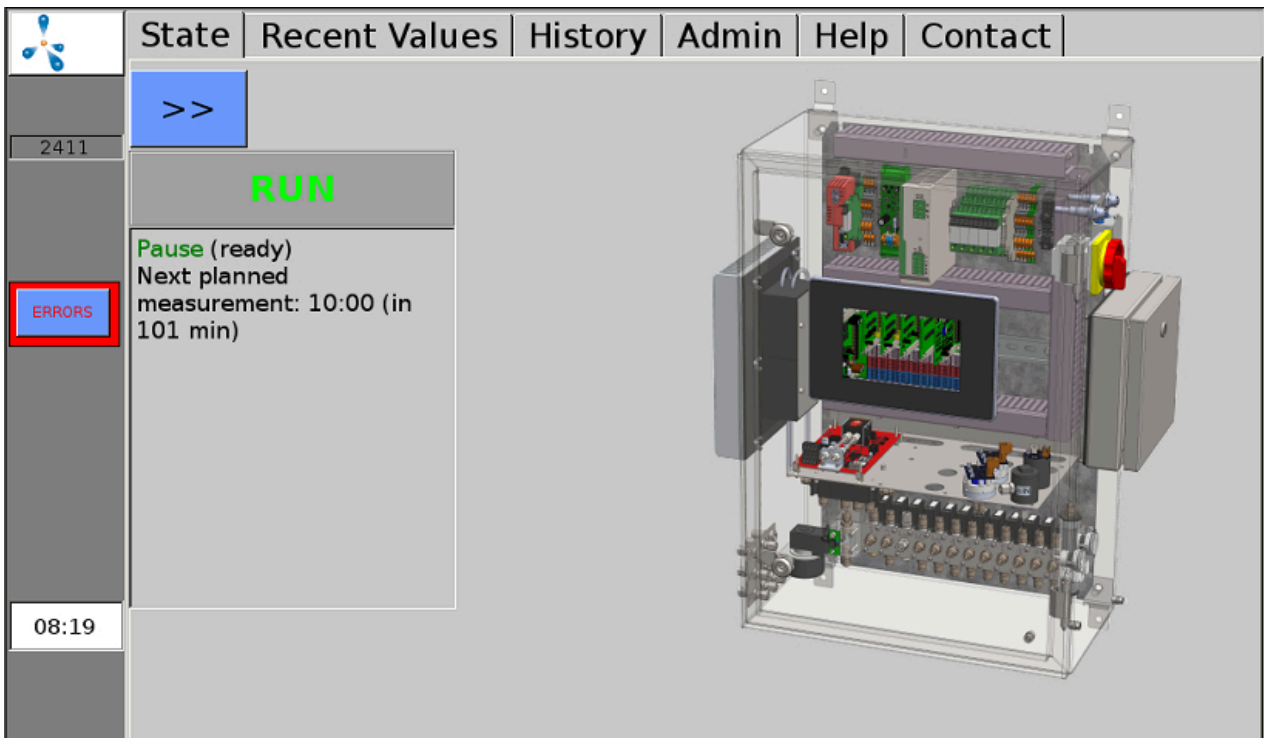 State Recent Values History Admin Help Contact
>>
2411
RUN
Pause (ready)
Next planned
measurement: 10:00 (in
101 min)
ERRORS
08:19